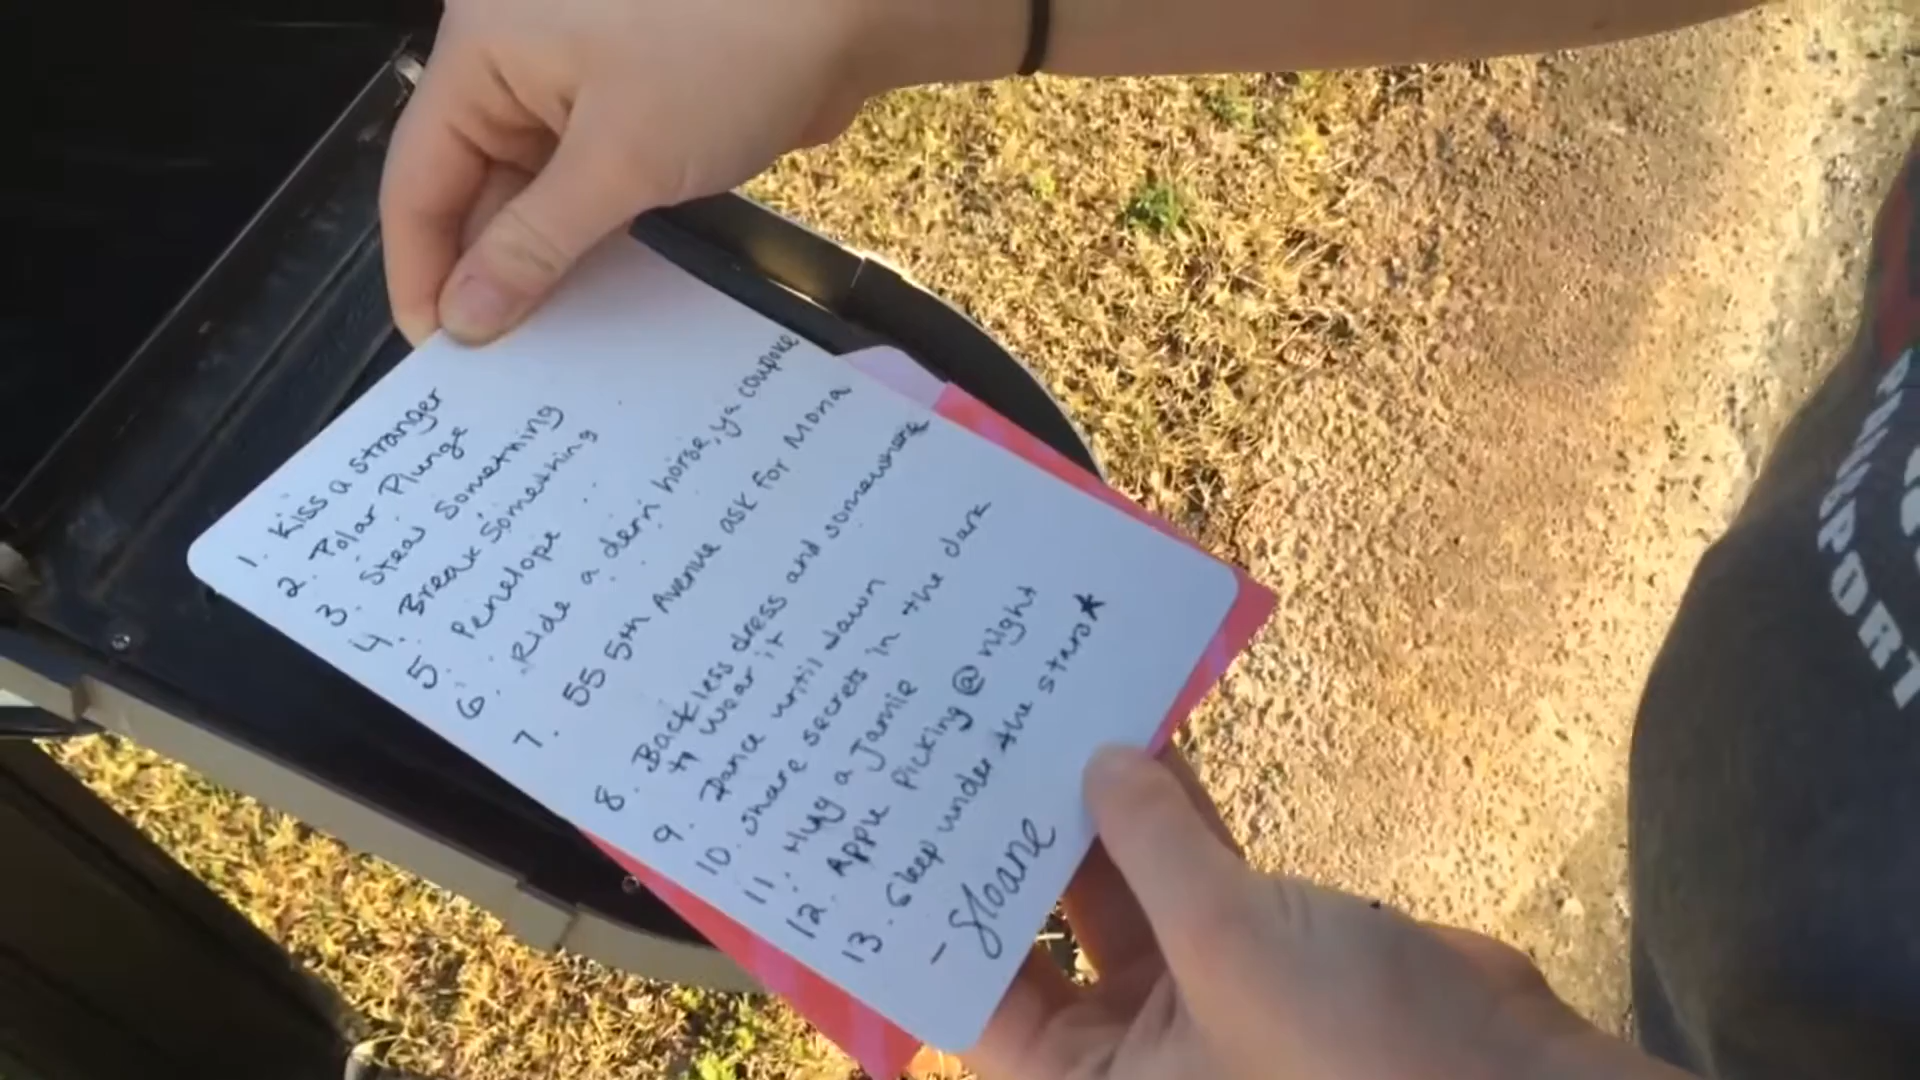 1. Kiss a stranger
2. Polar Plunge
3. Steal Something
4. Break Something
5. Penelope
6. Ride a dern horse, ya cowpoke
7. 55 5th Avenue ask for Mona
8. Backless dress and somewhere
to wear it
9. Dance until dawn
10. Share secrets in the dark
11. Hug a Jamie
12. Apple Picking @ night
13. Sleep under the stars★
- Sloane
PORT